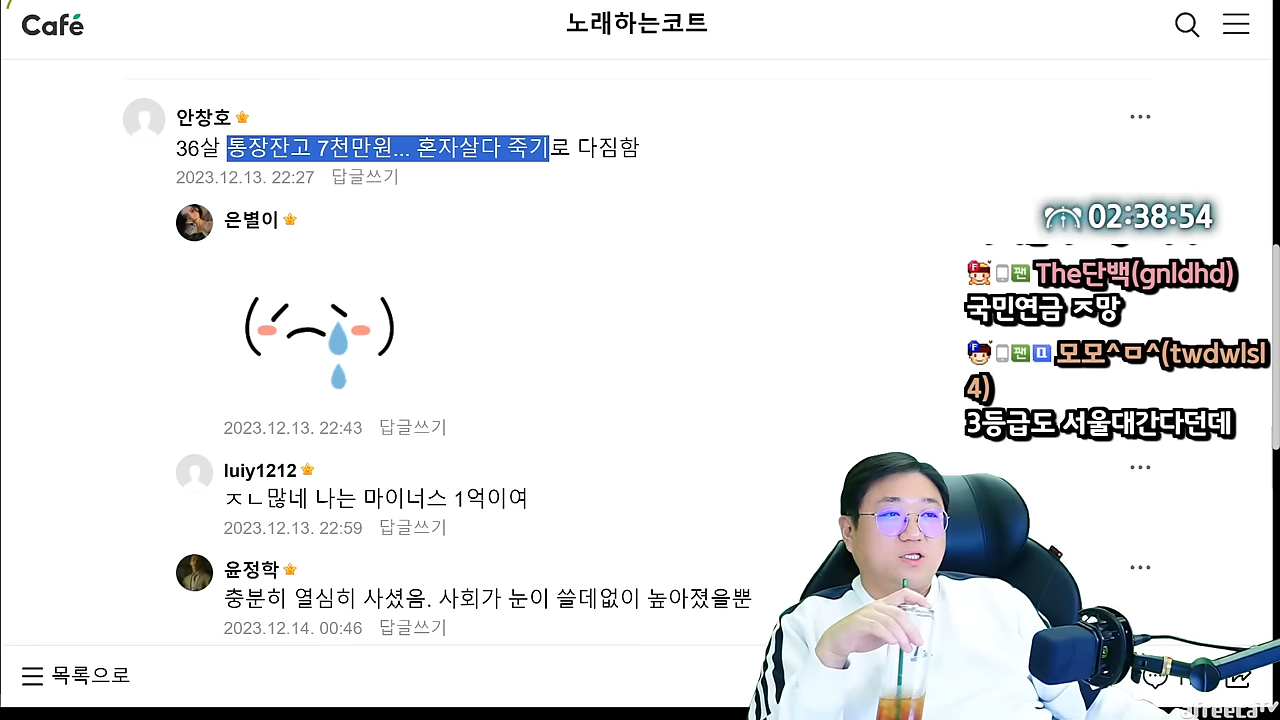 Café
노래하는코트
안창호
36살 통장잔고 7천만원... 혼자살다 죽기로 다짐함
2023.12.13. 22:27 답글쓰기
은별이
2023.12.13. 22:43 답글쓰기
luiy1212
ㅈㄴ많네 나는 마이너스 1억이여
2023.12.13. 22:59 답글쓰기
윤정학
충분히 열심히 사셨음. 사회가 눈이 쓸데없이 높아졌을뿐
2023.12.14. 00:46 답글쓰기
목록으로
02:38:54
F 팬 The단백(gnldhd)
국민연금 ㅈ망
F 팬 ㅁ 모모^ㅁ^(twdwlsl
4)
3등급도 서울대간다던데
afreecaTV